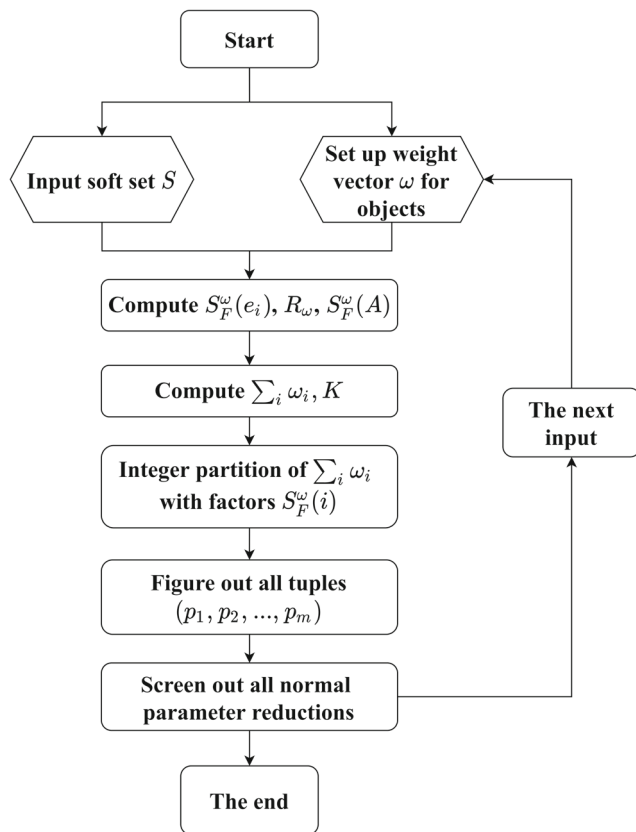 Start
Input soft set S
Set up weight
vector ω for
objects
Compute S_F^ω(e_i), R_ω, S_F^ω(A)
Compute ∑_i ω_i, K
The next
input
Integer partition of ∑_i ω_i
with factors S_F^ω(i)
Figure out all tuples
(p_1, p_2, ..., p_m)
Screen out all normal
parameter reductions
The end